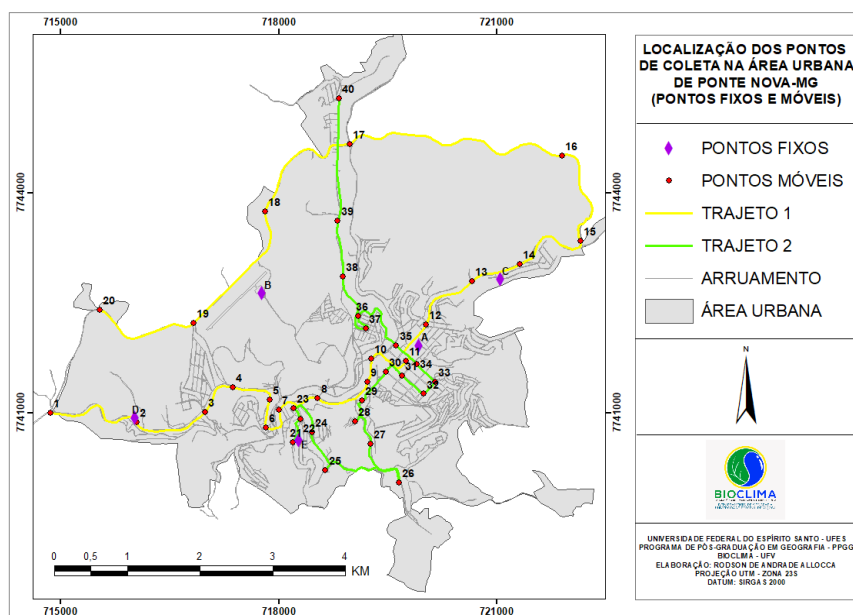 715000
718000
721000
7744000
7741000
7744000
7741000
715000
718000
721000
40
17
16
18
39
15
14
C
13
38
B
20
36
37
19
12
A
35
10
11
34
30
31
33
9
32
4
29
5
8
1
D
2
3
7
23
28
6
22
24
21
E
27
25
26
0 0,5 1 2 3 4
KM
LOCALIZAÇÃO DOS PONTOS
DE COLETA NA ÁREA URBANA
DE PONTE NOVA-MG
(PONTOS FIXOS E MÓVEIS)
PONTOS FIXOS
PONTOS MÓVEIS
TRAJETO 1
TRAJETO 2
ARRUAMENTO
ÁREA URBANA
N
BIOCLIMA
UNIVERSIDADE FEDERAL DO ESPÍRITO SANTO - UFES
PROGRAMA DE PÓS-GRADUAÇÃO EM GEOGRAFIA - PPGG
BIOCLIMA - UFV
ELABORAÇÃO: RODSON DE ANDRADE ALLOCCA
PROJEÇÃO UTM - ZONA 23S
DATUM: SIRGAS 2000